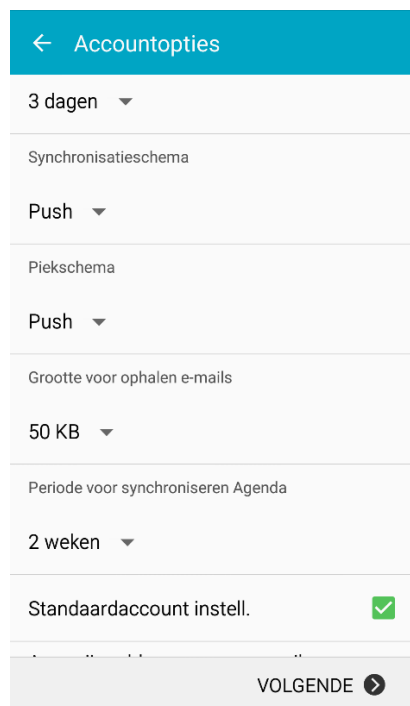 Accountopties
3 dagen
Synchronisatieschema
Push
Piekschema
Push
Grootte voor ophalen e-mails
50 KB
Periode voor synchroniseren Agenda
2 weken
Standaardaccount instell.
VOLGENDE